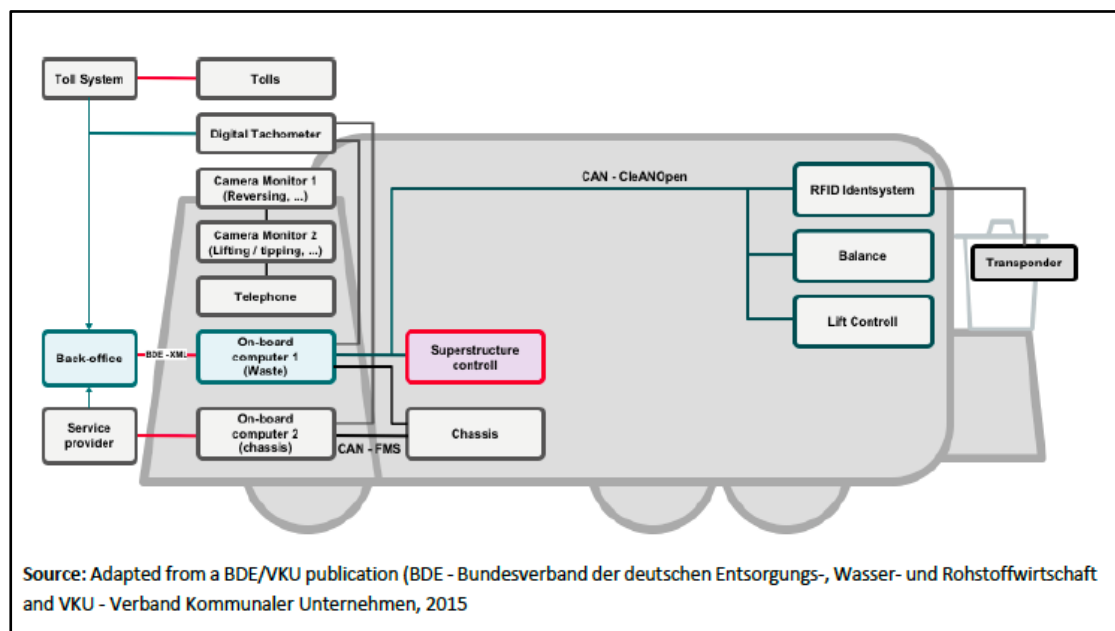 Toll System
Tolls
Digital Tachometer
Camera Monitor 1
(Reversing, ...)
CAN - CleANOpen
RFID Identsystem
Camera Monitor 2
(Lifting / tipping, ...)
Balance
Transponder
Telephone
Lift Controll
Back-office
BDE -XML
On-board
computer 1
(Waste)
Superstructure
controll
Service
provider
On-board
computer 2
(chassis)
CAN - FMS
Chassis
Source: Adapted from a BDE/VKU publication (BDE - Bundesverband der deutschen Entsorgungs-, Wasser- und Rohstoffwirtschaft
and VKU - Verband Kommunaler Unternehmen, 2015